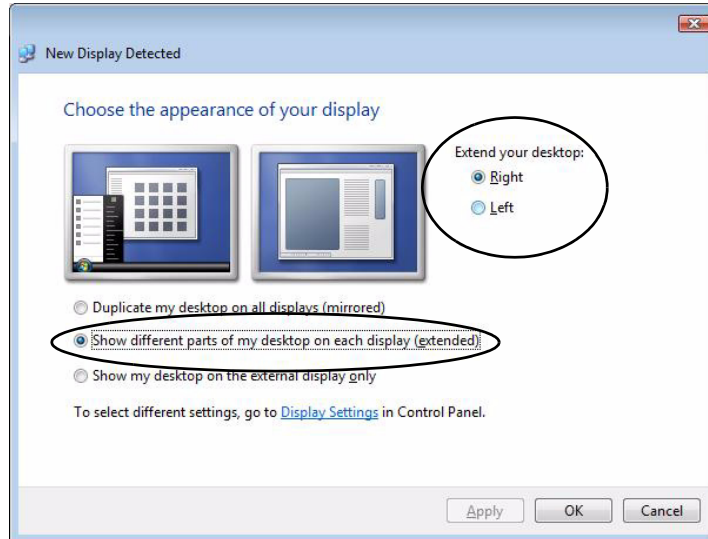 New Display Detected
Choose the appearance of your display
Extend your desktop:
Right
Left
Duplicate my desktop on all displays (mirrored)
Show different parts of my desktop on each display (extended)
Show my desktop on the external display only
To select different settings, go to Display Settings in Control Panel.
Apply OK Cancel